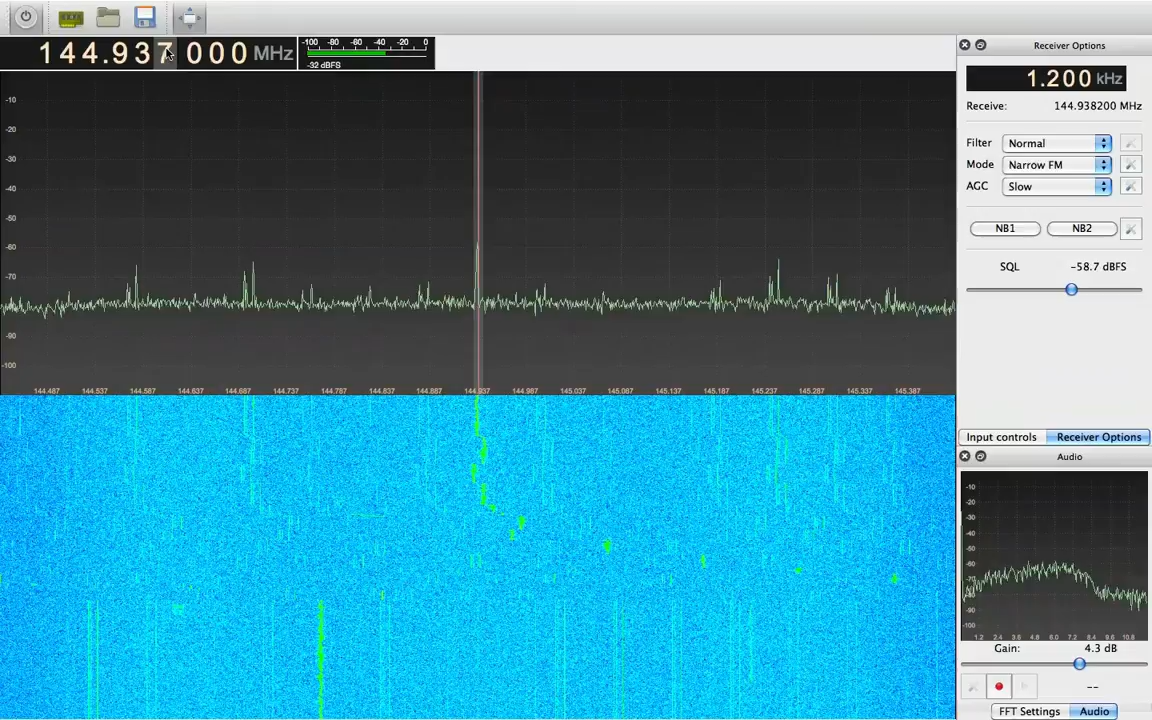 144.937 000 MHz
-100 -80 -60 -40 -20 0
-32 dBFS
-10
-20
-30
-40
-50
-60
-70
-80
-90
-100
144.487 144.537 144.587 144.637 144.687 144.737 144.787 144.837 144.887 144.937 144.987 145.037 145.087 145.137 145.187 145.237 145.287 145.337 145.387
Receiver Options
1.200 kHz
Receive: 144.938200 MHz
Filter Normal
Mode Narrow FM
AGC Slow
NB1 NB2
SQL -58.7 dBFS
Input controls Receiver Options
Audio
-10
-20
-30
-40
-50
-60
-70
-80
-90
-100
1.2 2.4 3.6 4.8 6.0 7.2 8.4 9.6 10.8
Gain: 4.3 dB
--
FFT Settings Audio